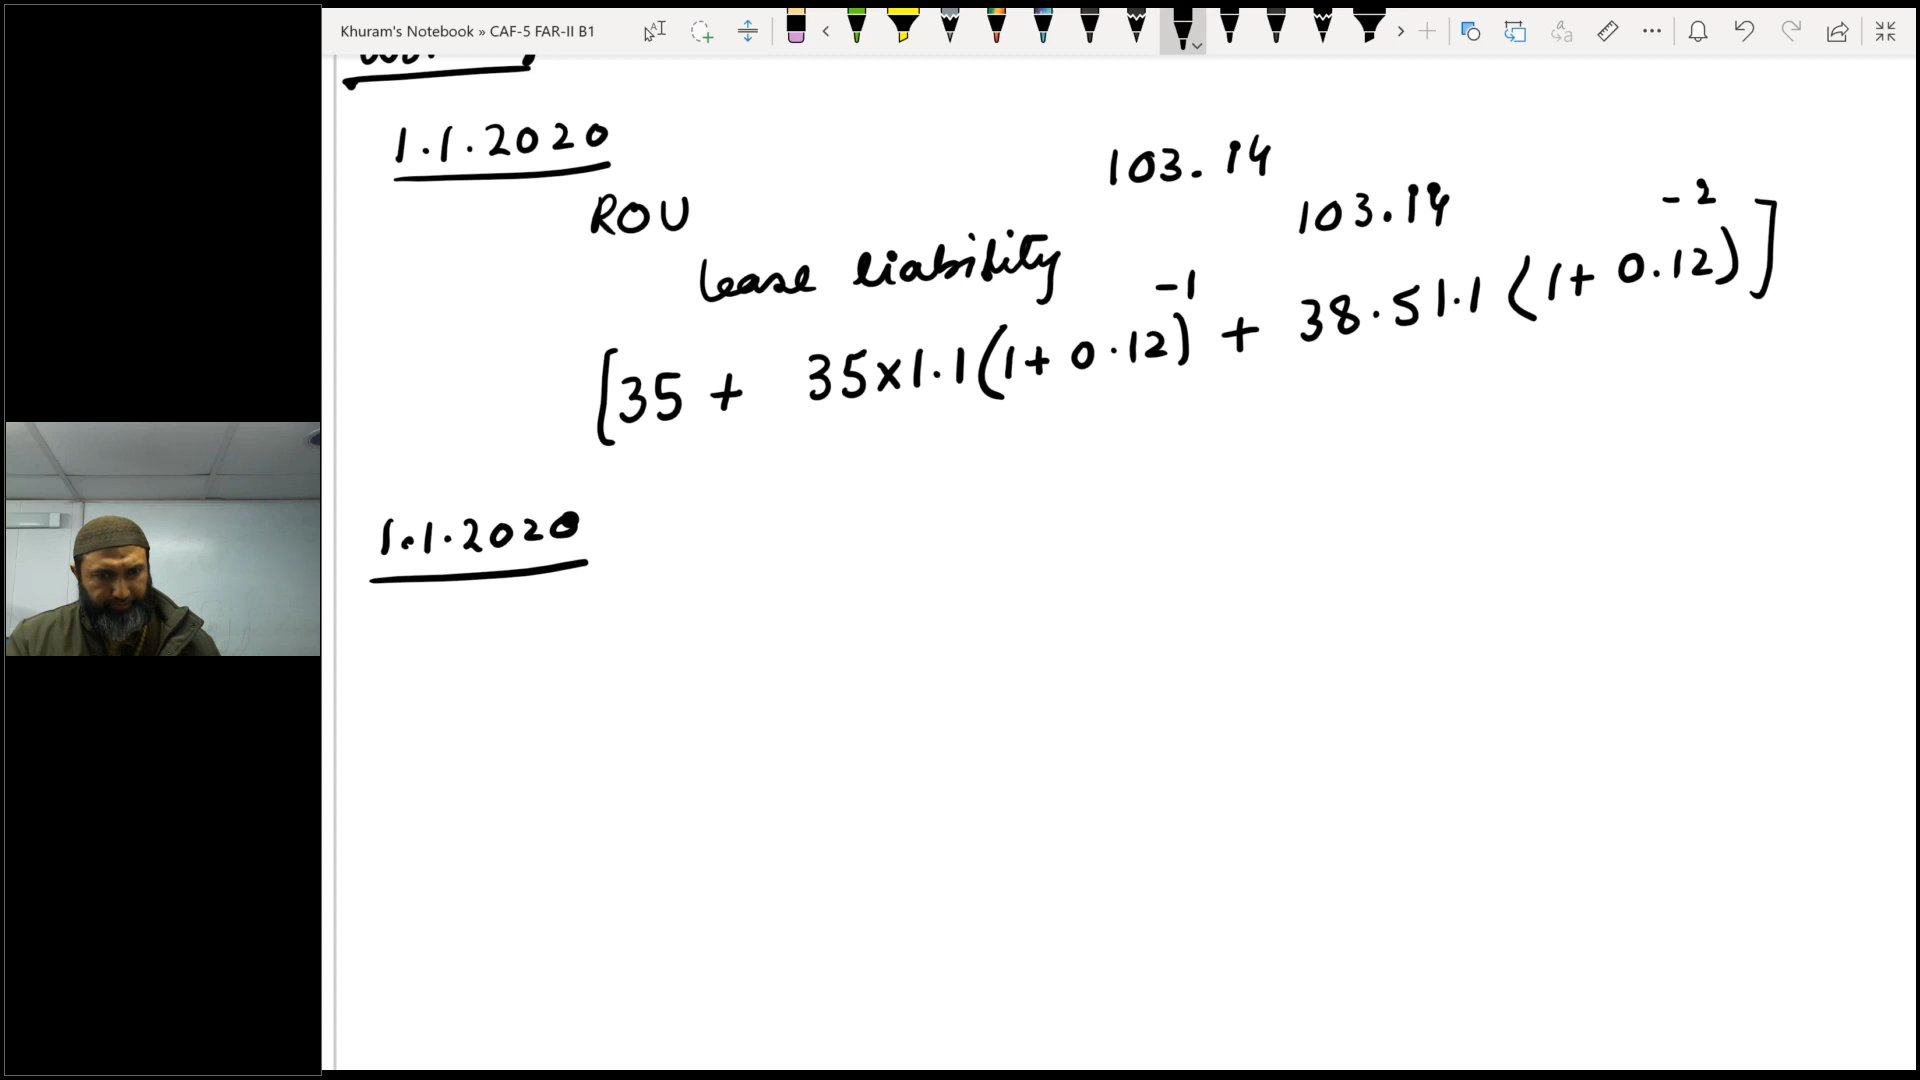 Khuram's Notebook » CAF-5 FAR-II B1
1.1.2020
ROU 103.14
Lease liability 103.14
[35 + 35x1.1(1+0.12)-1 + 38.51.1(1+0.12)-2]
1.1.2020